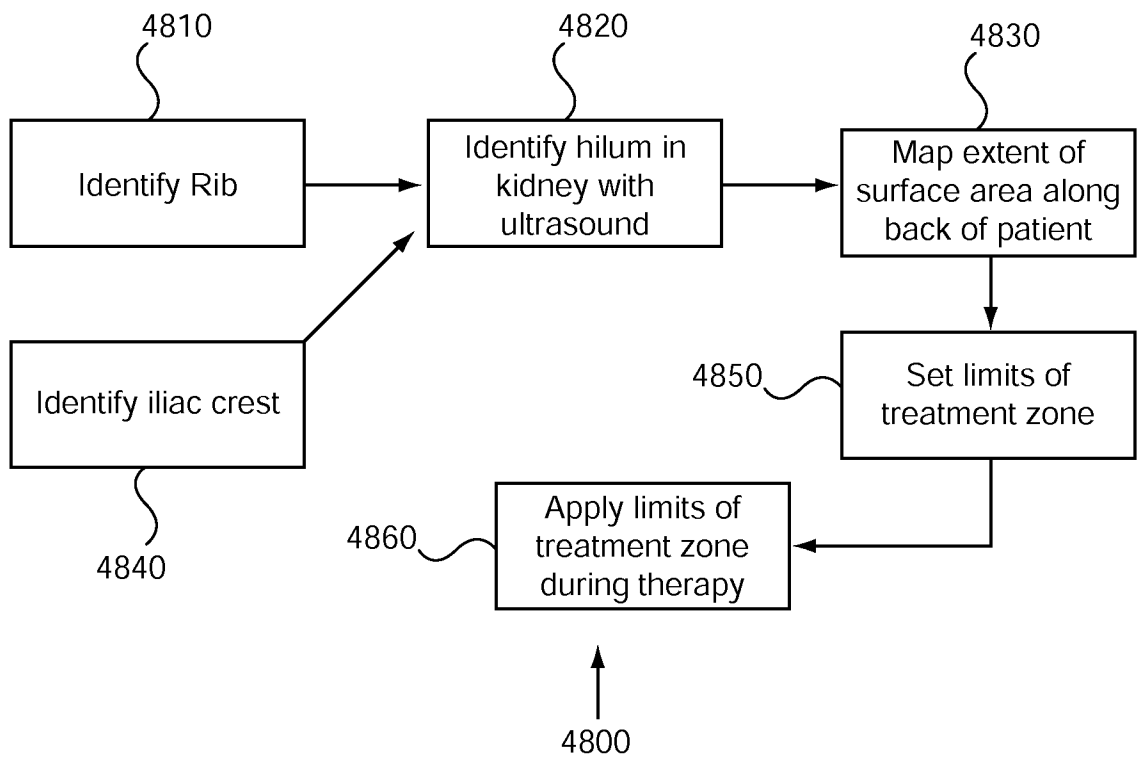 4810
4820
4830
Identify Rib
Identify hilum in
kidney with
ultrasound
Map extent of
surface area along
back of patient
Identify iliac crest
4840
4850
Set limits of
treatment zone
4860
Apply limits of
treatment zone
during therapy
4800